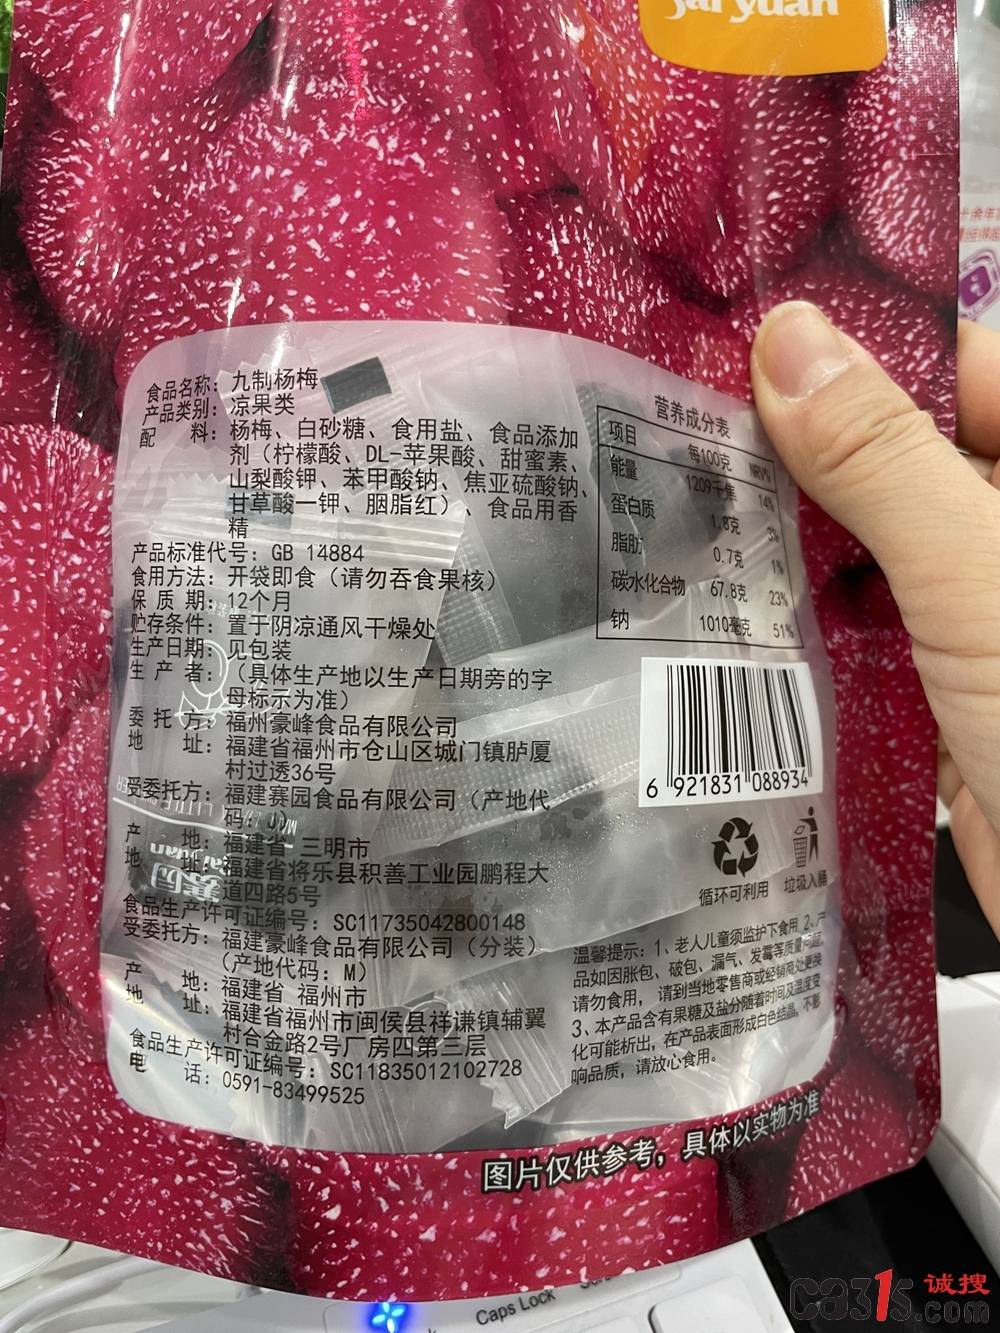 Sai yuan
食品名称：九制杨梅
产品类别：凉果类
配 料：杨梅、白砂糖、食用盐、食品添加
剂（柠檬酸、DL-苹果酸、甜蜜素、
山梨酸钾、苯甲酸钠、焦亚硫酸钠、
甘草酸一钾、胭脂红）、食品用香
精
产品标准代号：GB 14884
食用方法：开袋即食（请勿吞食果核）
保 质 期：12个月
贮存条件：置于阴凉通风干燥处
生产日期：见包装
生 产 者：（具体生产地以生产日期旁的字
母标示为准）
委 托 方：福州豪峰食品有限公司
地 址：福建省福州市仓山区城门镇胪厦
村过透36号
受委托方：福建赛园食品有限公司（产地代
码：J）
产 地：福建省 三明市
地 址：福建省将乐县积善工业园鹏程大
道四路5号
食品生产许可证编号：SC11735042800148
受委托方：福建豪峰食品有限公司（分装）
（产地代码：M）
产 地：福建省 福州市
地 址：福建省福州市闽侯县祥谦镇辅翼
村合金路2号厂房四第三层
食品生产许可证编号：SC11835012102728
电 话：0591-83499525
营养成分表
项目 每100克 NRV%
能量 1209千焦 14%
蛋白质 1.8克 3%
脂肪 0.7克 1%
碳水化合物 67.8克 23%
钠 1010毫克 51%
6 921831 088934
循环可利用 垃圾入桶
温馨提示：1、老人儿童须监护下食用 2、产
品如因胀包、破包、漏气、发霉等质量问题，
请勿食用，请到当地零售商或经销商处更换
3、本产品含有果糖及盐分随着时间及温度变
化可能析出，在产品表面形成白色结晶，不影
响品质，请放心食用。
图片仅供参考，具体以实物为准
Caps Lock
ca315诚搜
.com